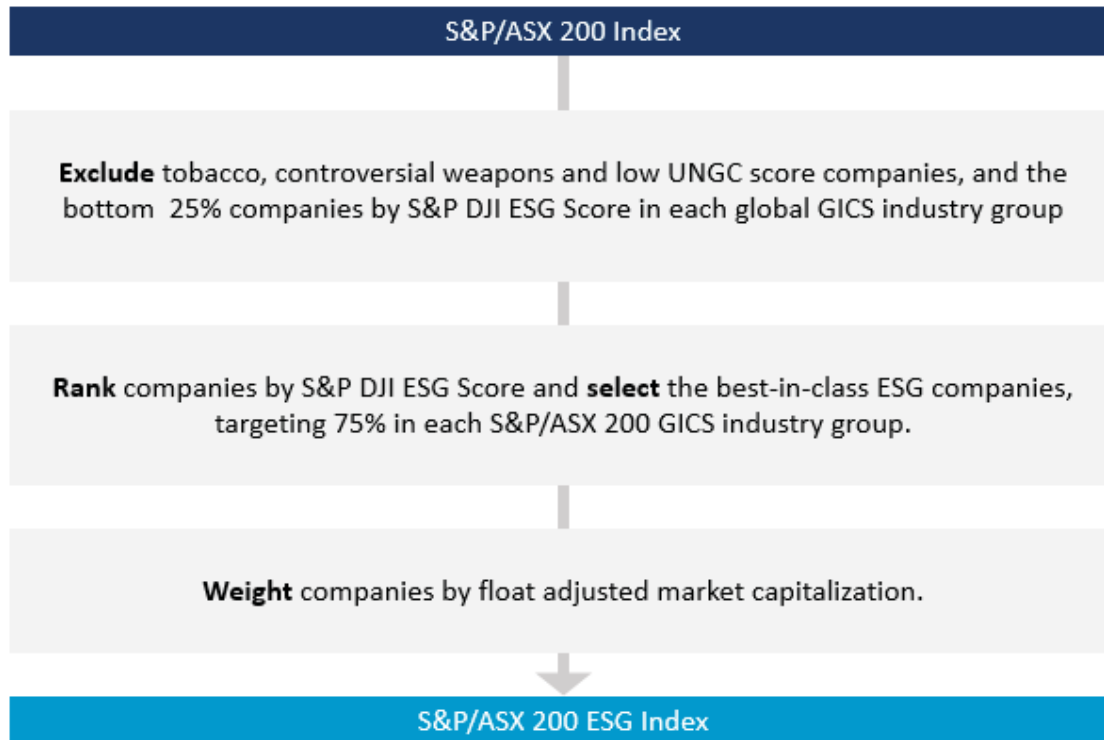 S&P/ASX 200 Index
Exclude tobacco, controversial weapons and low UNGC score companies, and the
bottom  25% companies by S&P DJI ESG Score in each global GICS industry group
Rank companies by S&P DJI ESG Score and select the best-in-class ESG companies,
targeting 75% in each S&P/ASX 200 GICS industry group.
Weight companies by float adjusted market capitalization.
S&P/ASX 200 ESG Index